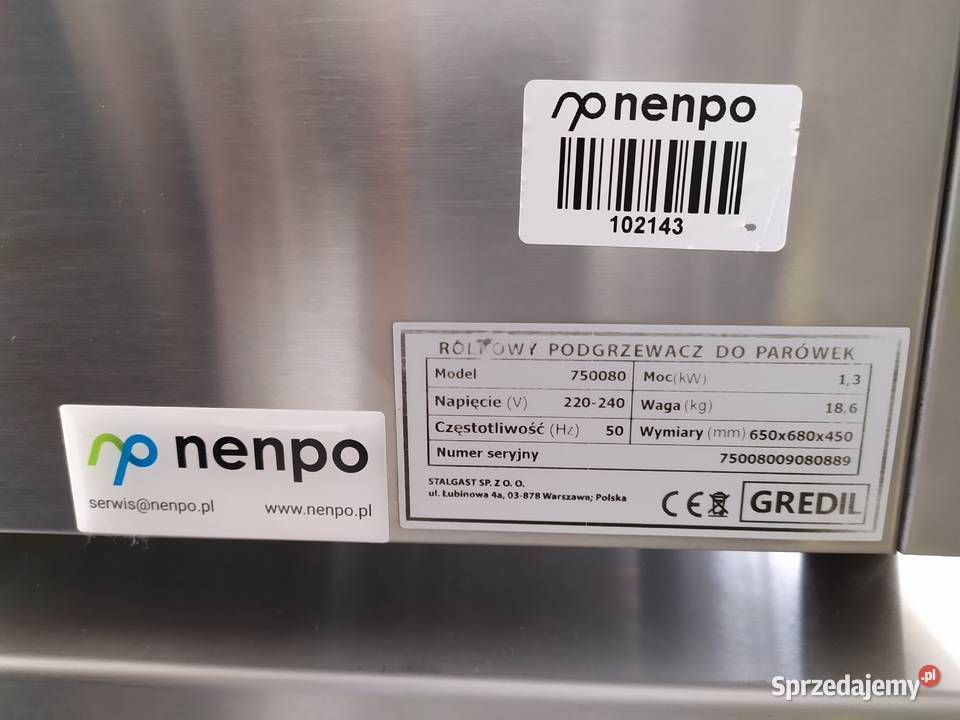 nenpo
102143
RÓLKOWY PODGRZEWACZ DO PARÓWEK
Model 750080 Moc(kW) 1,3
Napięcie (V) 220-240 Waga (kg) 18,6
Częstotliwość (Hz) 50 Wymiary (mm) 650x680x450
Numer seryjny 75008009080889
STALGAST SP. Z O. O.
ul. Łubinowa 4a, 03-878 Warszawa; Polska
CE GREDIL
nenpo
serwis@nenpo.pl www.nenpo.pl
Sprzedajemy.pl